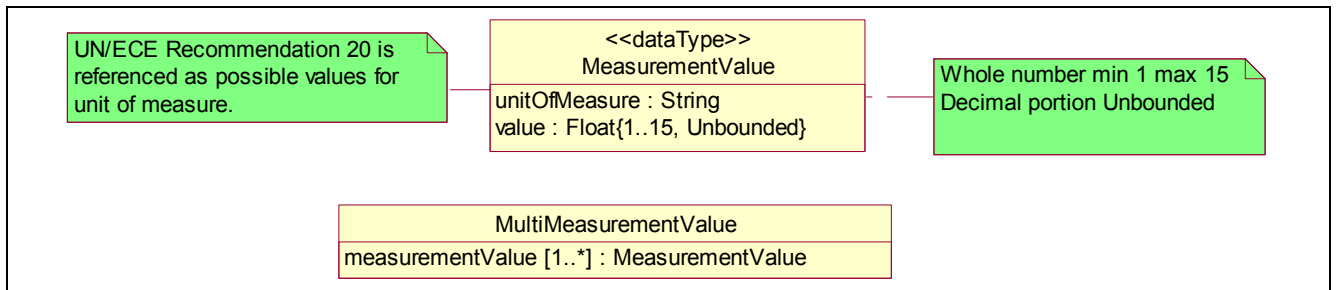 UN/ECE Recommendation 20 is
referenced as possible values for
unit of measure.
<<dataType>>
MeasurementValue
unitOfMeasure : String
value : Float{1..15, Unbounded}
Whole number min 1 max 15
Decimal portion Unbounded
MultiMeasurementValue
measurementValue [1..*] : MeasurementValue